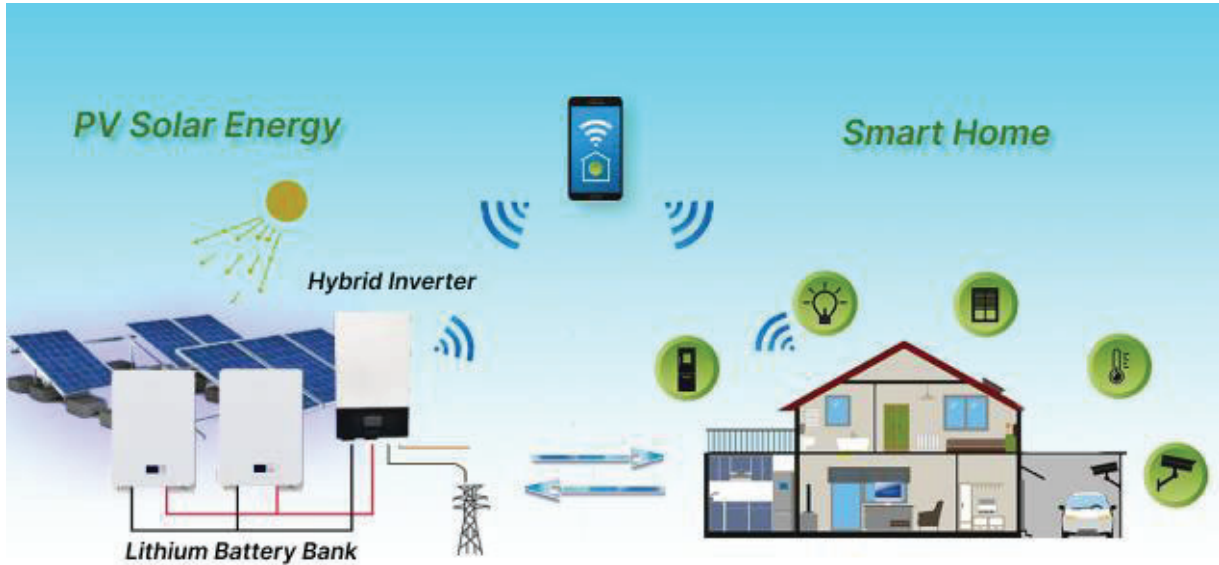 PV Solar Energy
Smart Home
Hybrid Inverter
Lithium Battery Bank